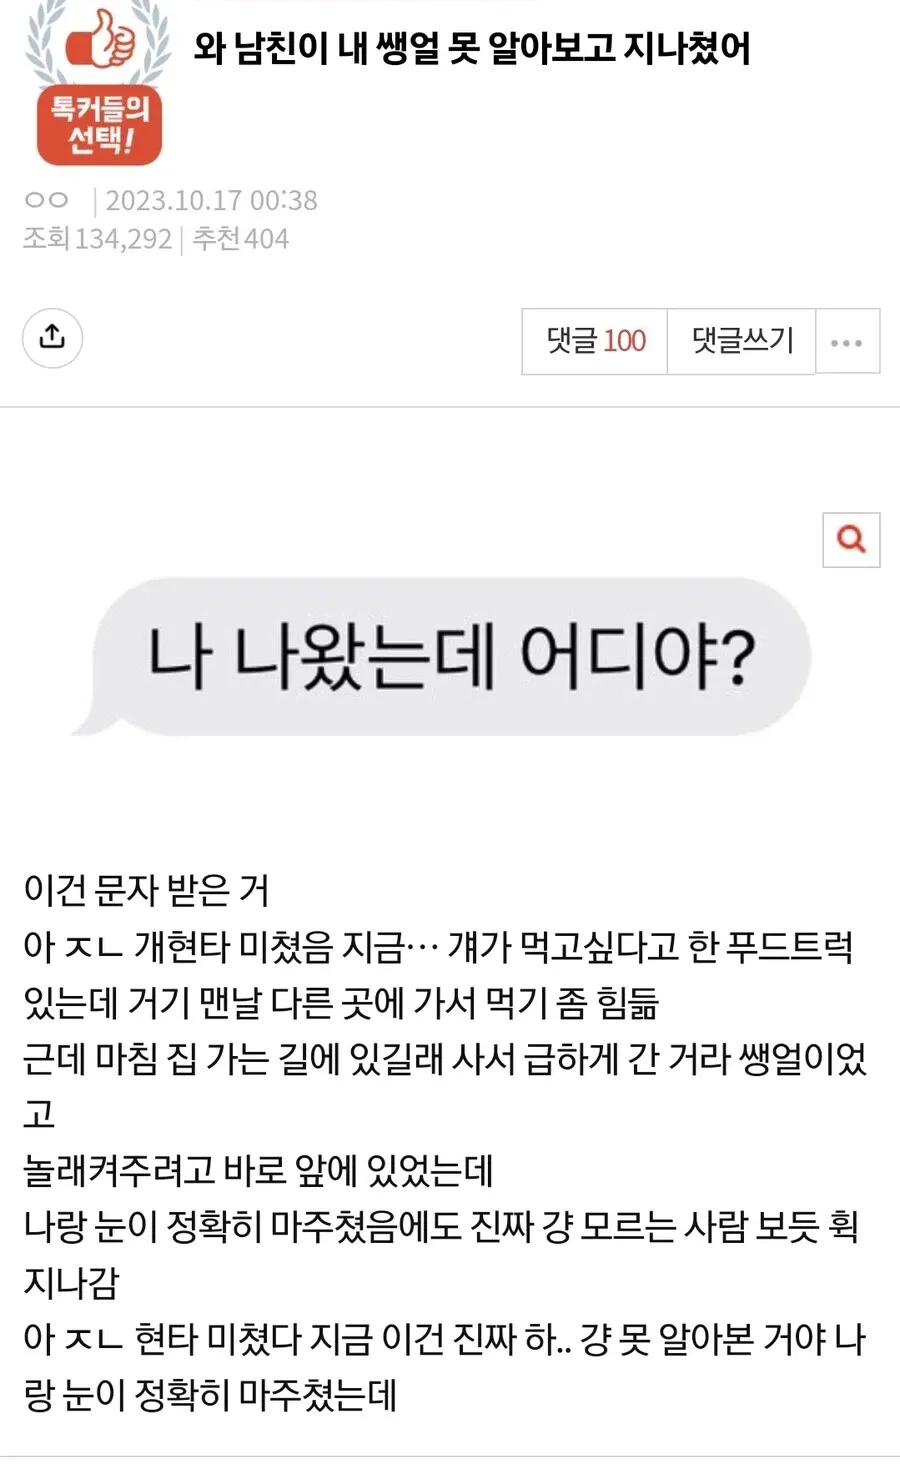 와 남친이 내 쌩얼 못 알아보고 지나쳤어
톡커들의
선택!
ㅇㅇ | 2023.10.17 00:38
조회 134,292 | 추천 404
댓글 100 댓글쓰기
나 나왔는데 어디야?
이건 문자 받은 거
아 ㅈㄴ 개현타 미쳤음 지금… 걔가 먹고싶다고 한 푸드트럭
있는데 거기 맨날 다른 곳에 가서 먹기 좀 힘듦
근데 마침 집 가는 길에 있길래 사서 급하게 간 거라 쌩얼이었
고
놀래켜주려고 바로 앞에 있었는데
나랑 눈이 정확히 마주쳤음에도 진짜 걍 모르는 사람 보듯 휙
지나감
아 ㅈㄴ 현타 미쳤다 지금 이건 진짜 하.. 걍 못 알아본 거야 나
랑 눈이 정확히 마주쳤는데